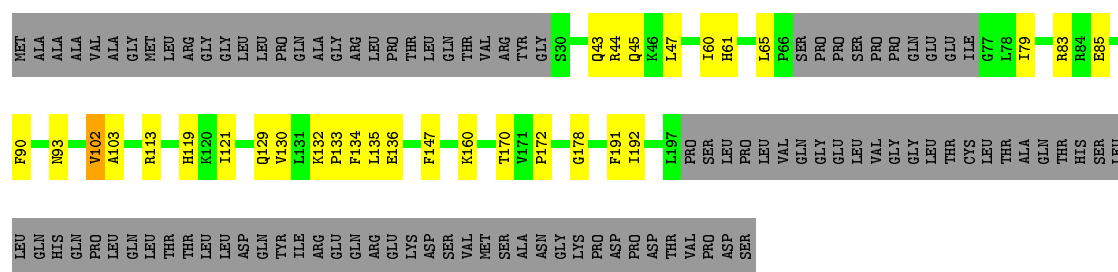 MET ALA ALA ALA VAL ALA GLY MET LEU ARG GLY GLY LEU LEU PRO GLN ALA GLY ARG LEU PRO THR LEU GLN THR VAL ARG TYR GLY S30 Q43 R44 Q45 K46 L47 I60 H61 L65 P66 SER PRO PRO SER PRO PRO GLN GLU GLU ILE G77 L78 I79 R83 R84 E85
F90 N93 V102 A103 R113 H119 K120 I121 Q129 V130 L131 K132 P133 F134 L135 E136 F147 K160 T170 V171 P172 G178 F191 I192 L197 PRO SER LEU PRO LEU VAL GLN GLY GLU LEU VAL GLY GLY LEU THR CYS LEU THR ALA GLN THR HIS SER LEU
LEU GLN HIS GLN PRO LEU GLN LEU THR THR LEU LEU ASP GLN TYR ILE ARG GLU GLN ARG GLU LYS ASP SER VAL MET SER ALA ASN GLY LYS PRO ASP PRO ASP THR VAL PRO ASP SER